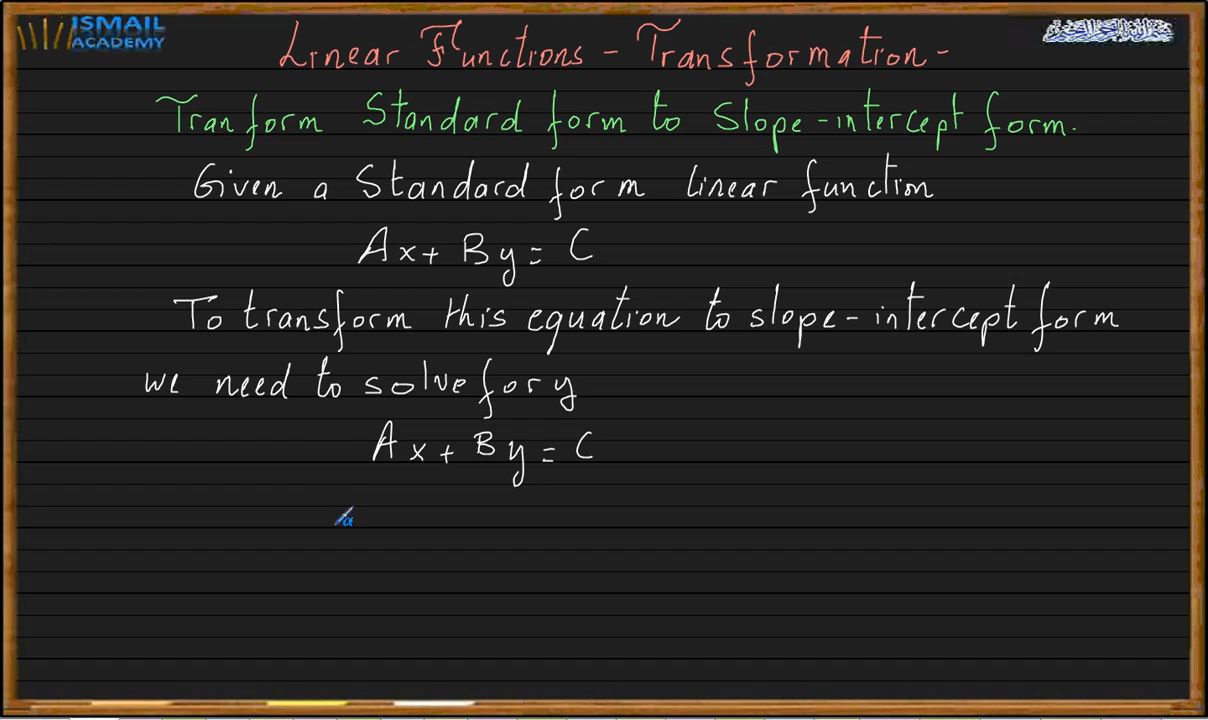 ISMAIL
ACADEMY
Linear Functions - Transformation -
Tranform Standard form to Slope-intercept form.
Given a Standard form linear function
Ax + By = C
To transform this equation to slope-intercept form
we need to solve for y
Ax + By = C